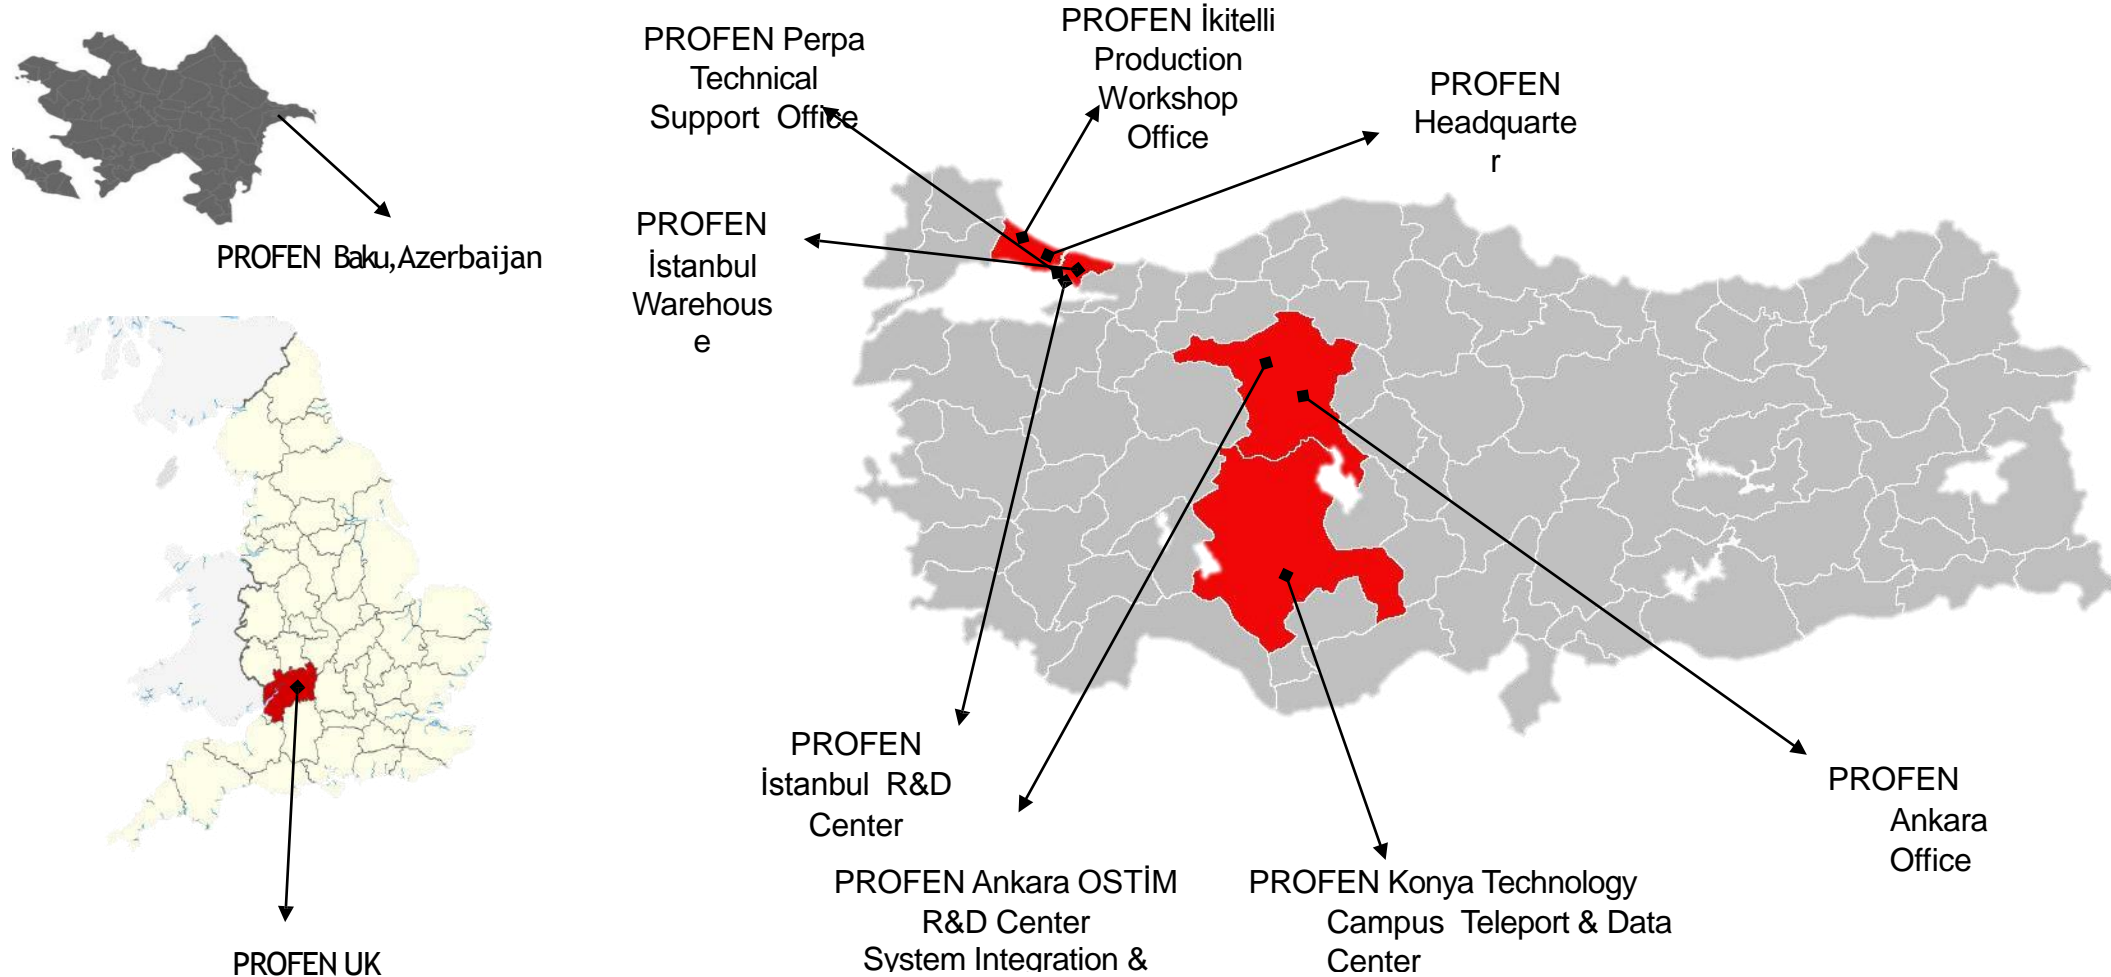 PROFEN İkitelli
Production
Workshop
Office
PROFEN Perpa
Technical
Support Office
PROFEN
Headquarte
r
PROFEN
İstanbul
Warehous
e
PROFEN Baku,Azerbaijan
PROFEN
İstanbul R&D
Center
PROFEN
Ankara
Office
PROFEN Ankara OSTİM
R&D Center
System Integration &
PROFEN Konya Technology
Campus Teleport & Data
Center
PROFEN UK